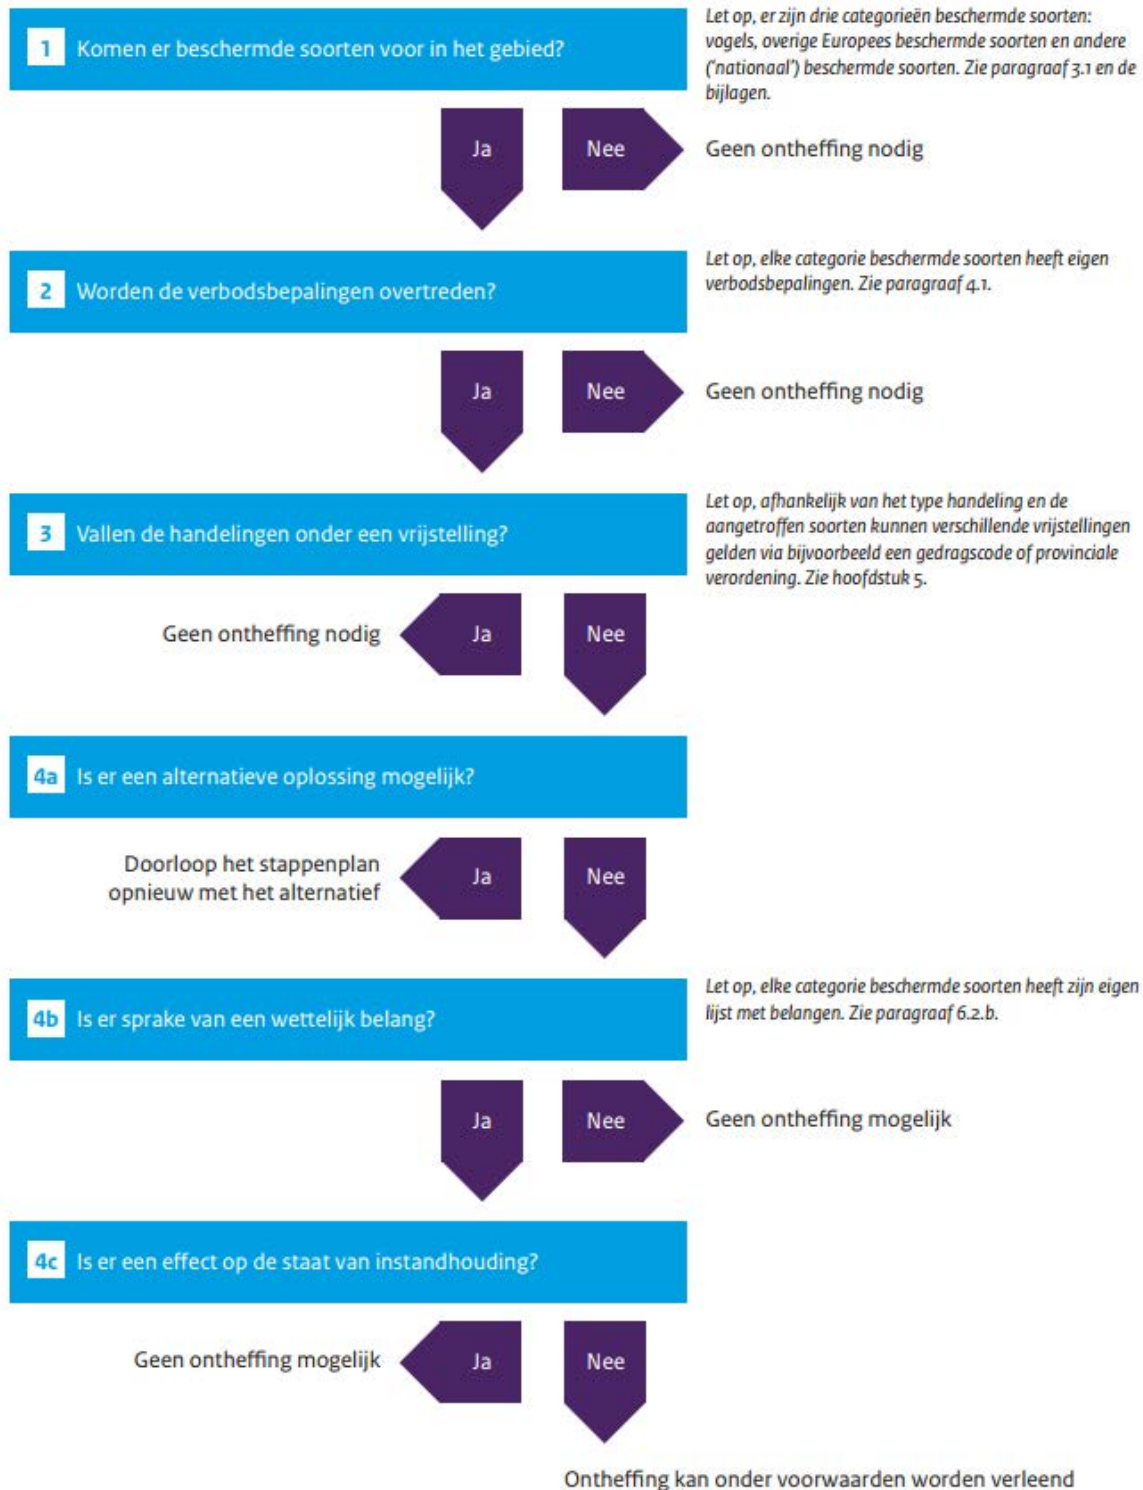 1 Komen er beschermde soorten voor in het gebied?
Let op, er zijn drie categorieën beschermde soorten:
vogels, overige Europees beschermde soorten en andere
('nationaal') beschermde soorten. Zie paragraaf 3.1 en de
bijlagen.
Ja
Nee
Geen ontheffing nodig
2 Worden de verbodsbepalingen overtreden?
Let op, elke categorie beschermde soorten heeft eigen
verbodsbepalingen. Zie paragraaf 4.1.
Ja
Nee
Geen ontheffing nodig
3 Vallen de handelingen onder een vrijstelling?
Let op, afhankelijk van het type handeling en de
aangetroffen soorten kunnen verschillende vrijstellingen
gelden via bijvoorbeeld een gedragscode of provinciale
verordening. Zie hoofdstuk 5.
Geen ontheffing nodig
Ja
Nee
4a Is er een alternatieve oplossing mogelijk?
Doorloop het stappenplan
opnieuw met het alternatief
Ja
Nee
4b Is er sprake van een wettelijk belang?
Let op, elke categorie beschermde soorten heeft zijn eigen
lijst met belangen. Zie paragraaf 6.2.b.
Ja
Nee
Geen ontheffing mogelijk
4c Is er een effect op de staat van instandhouding?
Geen ontheffing mogelijk
Ja
Nee
Ontheffing kan onder voorwaarden worden verleend